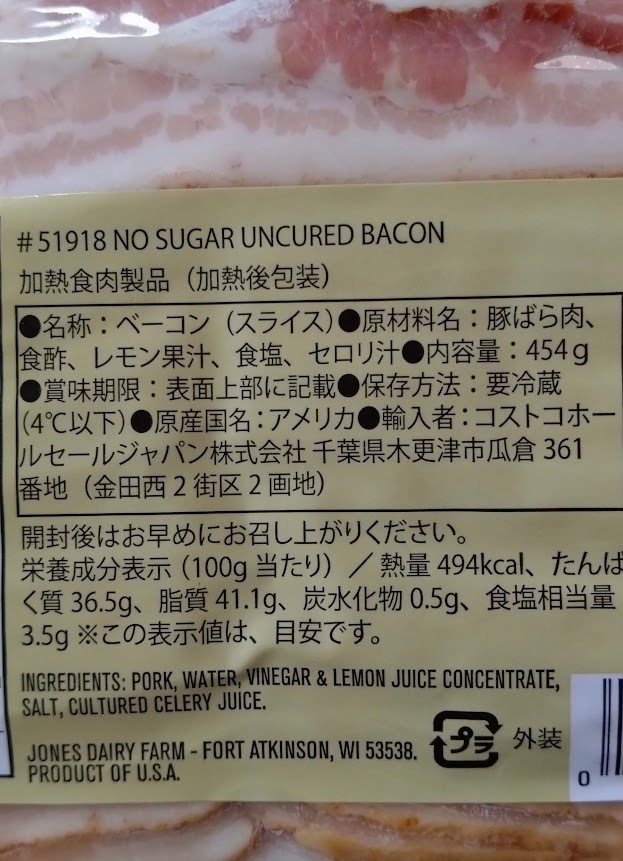 #51918 NO SUGAR UNCURED BACON
加熱食肉製品（加熱後包装）
●名称：ベーコン（スライス）●原材料名：豚ばら肉、
食酢、レモン果汁、食塩、セロリ汁●内容量：454g
●賞味期限：表面上部に記載●保存方法：要冷蔵
(4℃以下)●原産国名：アメリカ●輸入者：コストコホー
ルセールジャパン株式会社 千葉県木更津市瓜倉 361
番地（金田西2街区2画地）
開封後はお早めにお召し上がりください。
栄養成分表示（100g 当たり）／熱量 494kcal、たんぱ
く質 36.5g、脂質 41.1g、炭水化物 0.5g、食塩相当量
3.5g ※この表示値は、目安です。
INGREDIENTS: PORK, WATER, VINEGAR & LEMON JUICE CONCENTRATE,
SALT, CULTURED CELERY JUICE.
プラ 外装
JONES DAIRY FARM - FORT ATKINSON, WI 53538.
PRODUCT OF U.S.A.
0